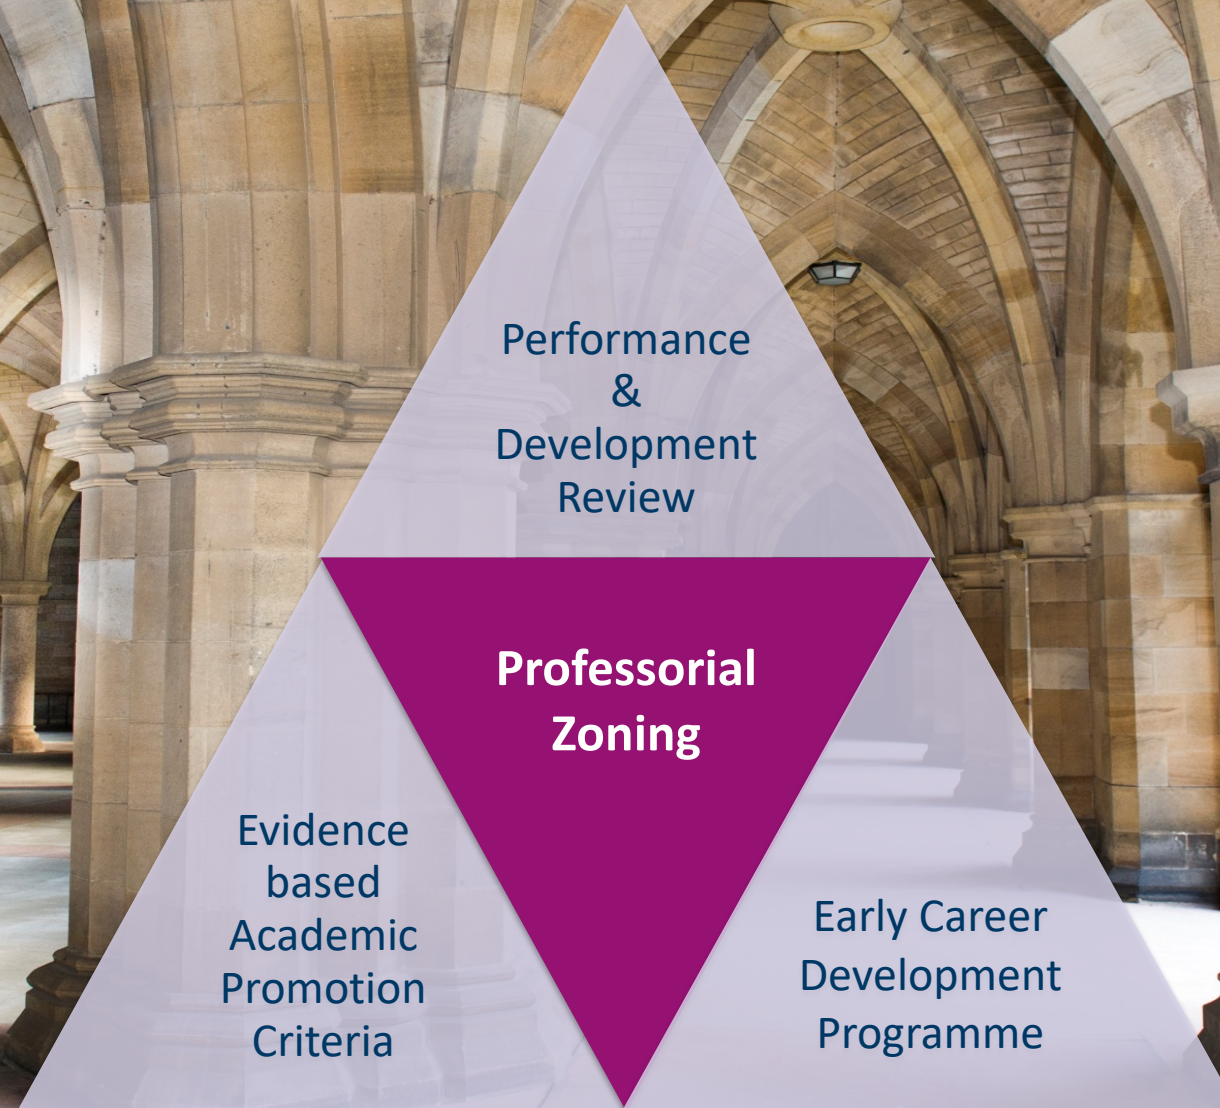 Performance
&
Development
Review
Professorial
Zoning
Evidence
based
Academic
Promotion
Criteria
Early Career
Development
Programme